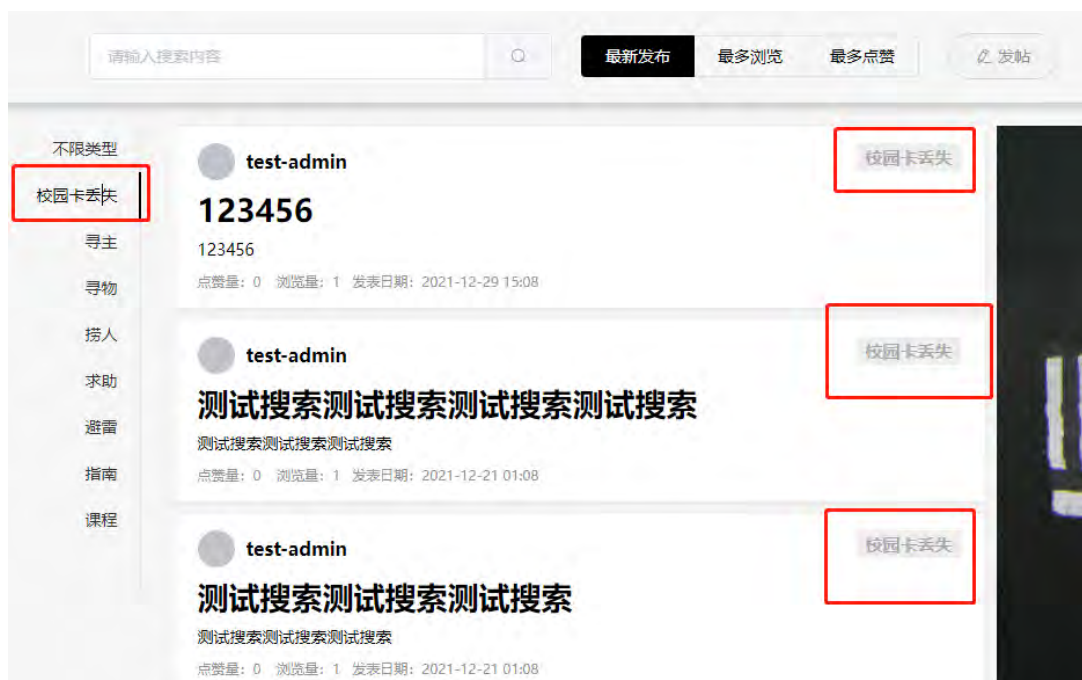 请输入搜索内容
最新发布 最多浏览 最多点赞 发帖
不限类型
校园卡丢失
寻主
寻物
捞人
求助
避雷
指南
课程
test-admin 校园卡丢失
123456
123456
点赞量：0 浏览量：1 发表日期：2021-12-29 15:08
test-admin 校园卡丢失
测试搜索测试搜索测试搜索测试搜索
测试搜索测试搜索测试搜索
点赞量：0 浏览量：1 发表日期：2021-12-21 01:08
test-admin 校园卡丢失
测试搜索测试搜索测试搜索
测试搜索测试搜索测试搜索
点赞量：0 浏览量：1 发表日期：2021-12-21 01:08